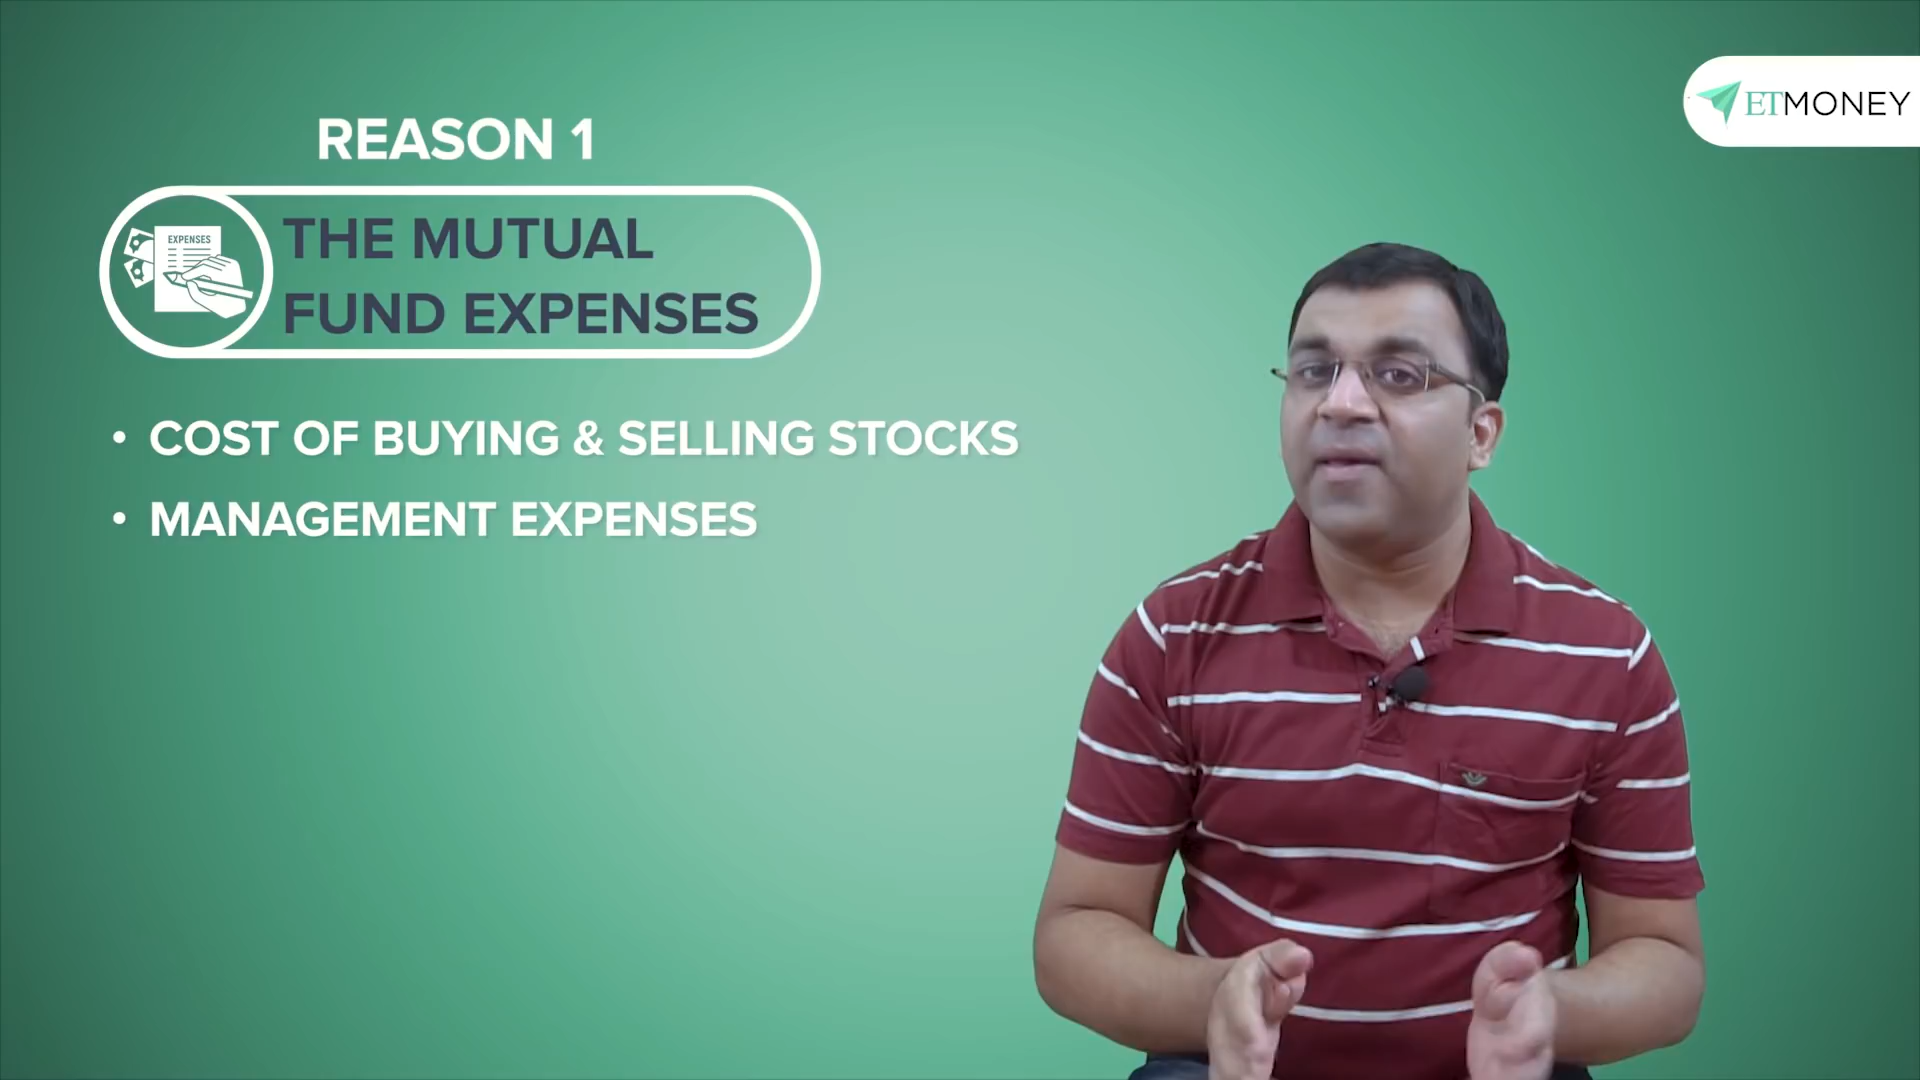 REASON 1
EXPENSES
THE MUTUAL
FUND EXPENSES
• COST OF BUYING & SELLING STOCKS
• MANAGEMENT EXPENSES
ETMONEY